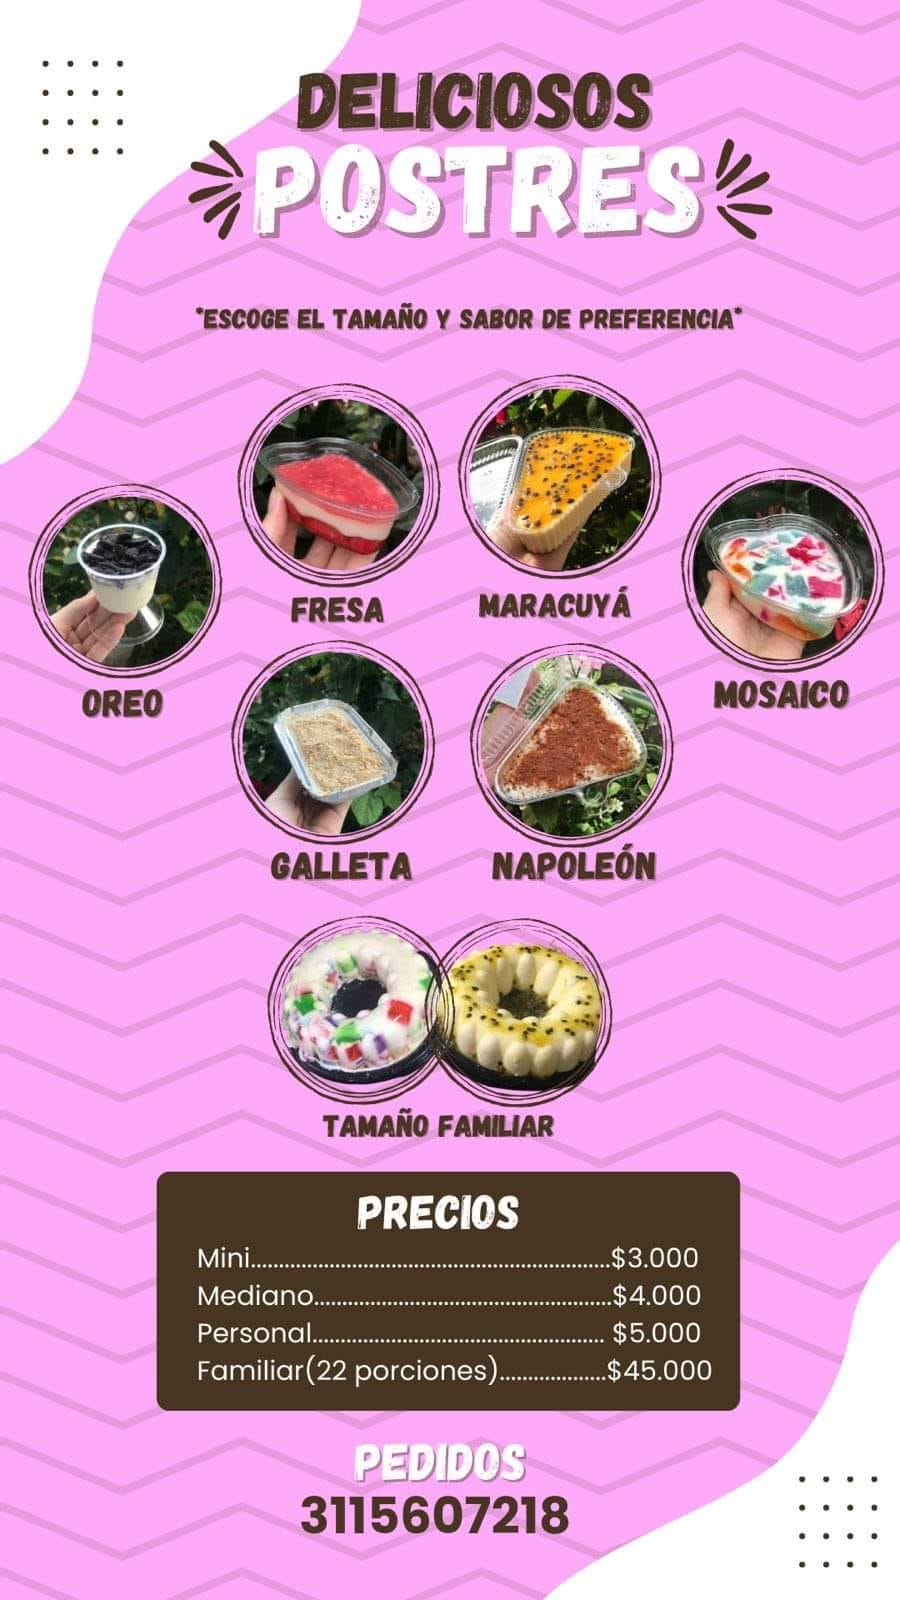 DELICIOSOS
POSTRES
*ESCOGE EL TAMAÑO Y SABOR DE PREFERENCIA*
FRESA
MARACUYÁ
OREO
MOSAICO
GALLETA
NAPOLEÓN
TAMAÑO FAMILIAR
PRECIOS
Mini................................................................$3.000
Mediano.....................................................$4.000
Personal.................................................... $5.000
Familiar(22 porciones)...................$45.000
PEDIDOS
3115607218